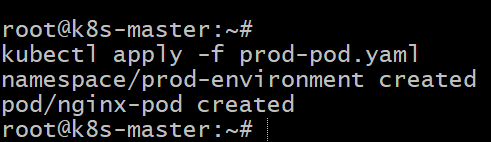 root@k8s-master:~#
kubectl apply -f prod-pod.yaml
namespace/prod-environment created
pod/nginx-pod created
root@k8s-master:~#